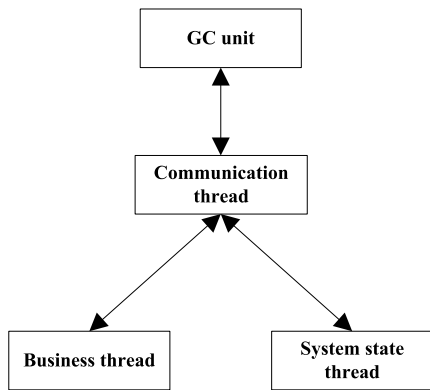 GC unit
Communication
thread
Business thread
System state
thread